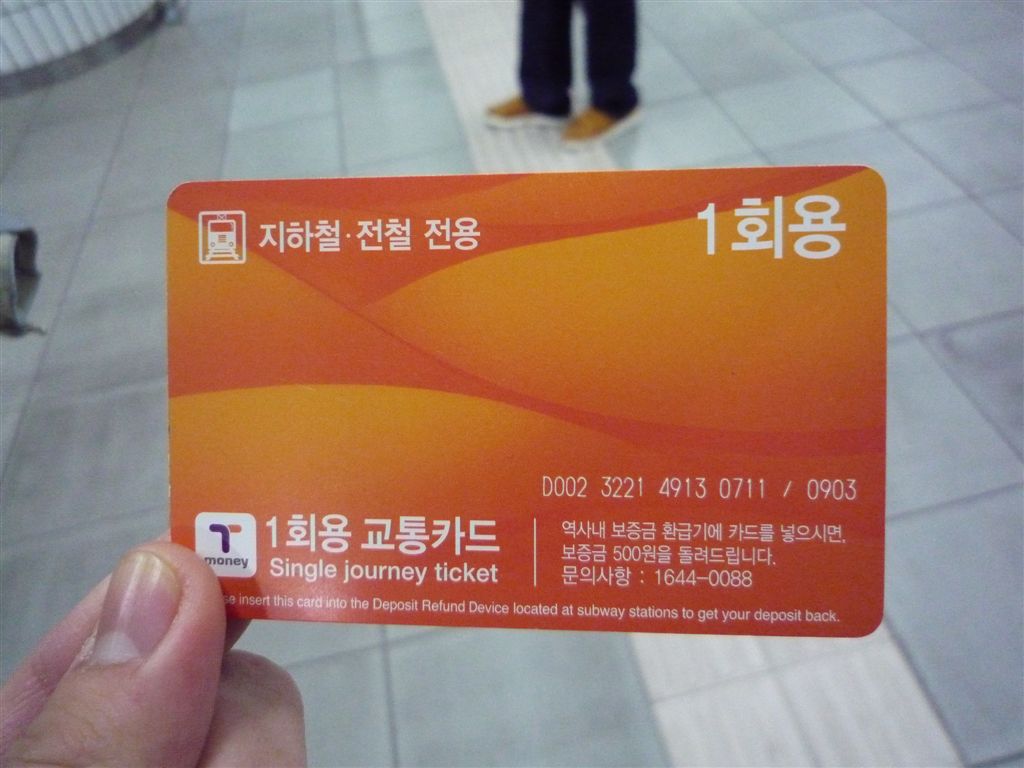 지하철·전철 전용
1회용
D002 3221 4913 0711 / 0903
T
money
1회용 교통카드
Single journey ticket
역사내 보증금 환급기에 카드를 넣으시면,
보증금 500원을 돌려드립니다.
문의사항 : 1644-0088
insert this card into the Deposit Refund Device located at subway stations to get your deposit back.